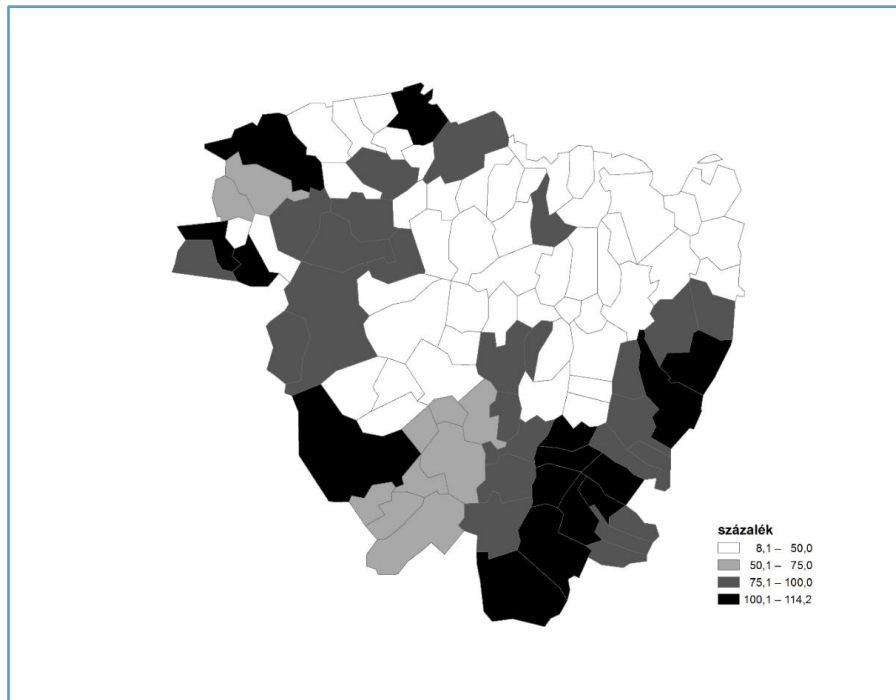 százalék
8,1 – 50,0
50,1 – 75,0
75,1 – 100,0
100,1 – 114,2